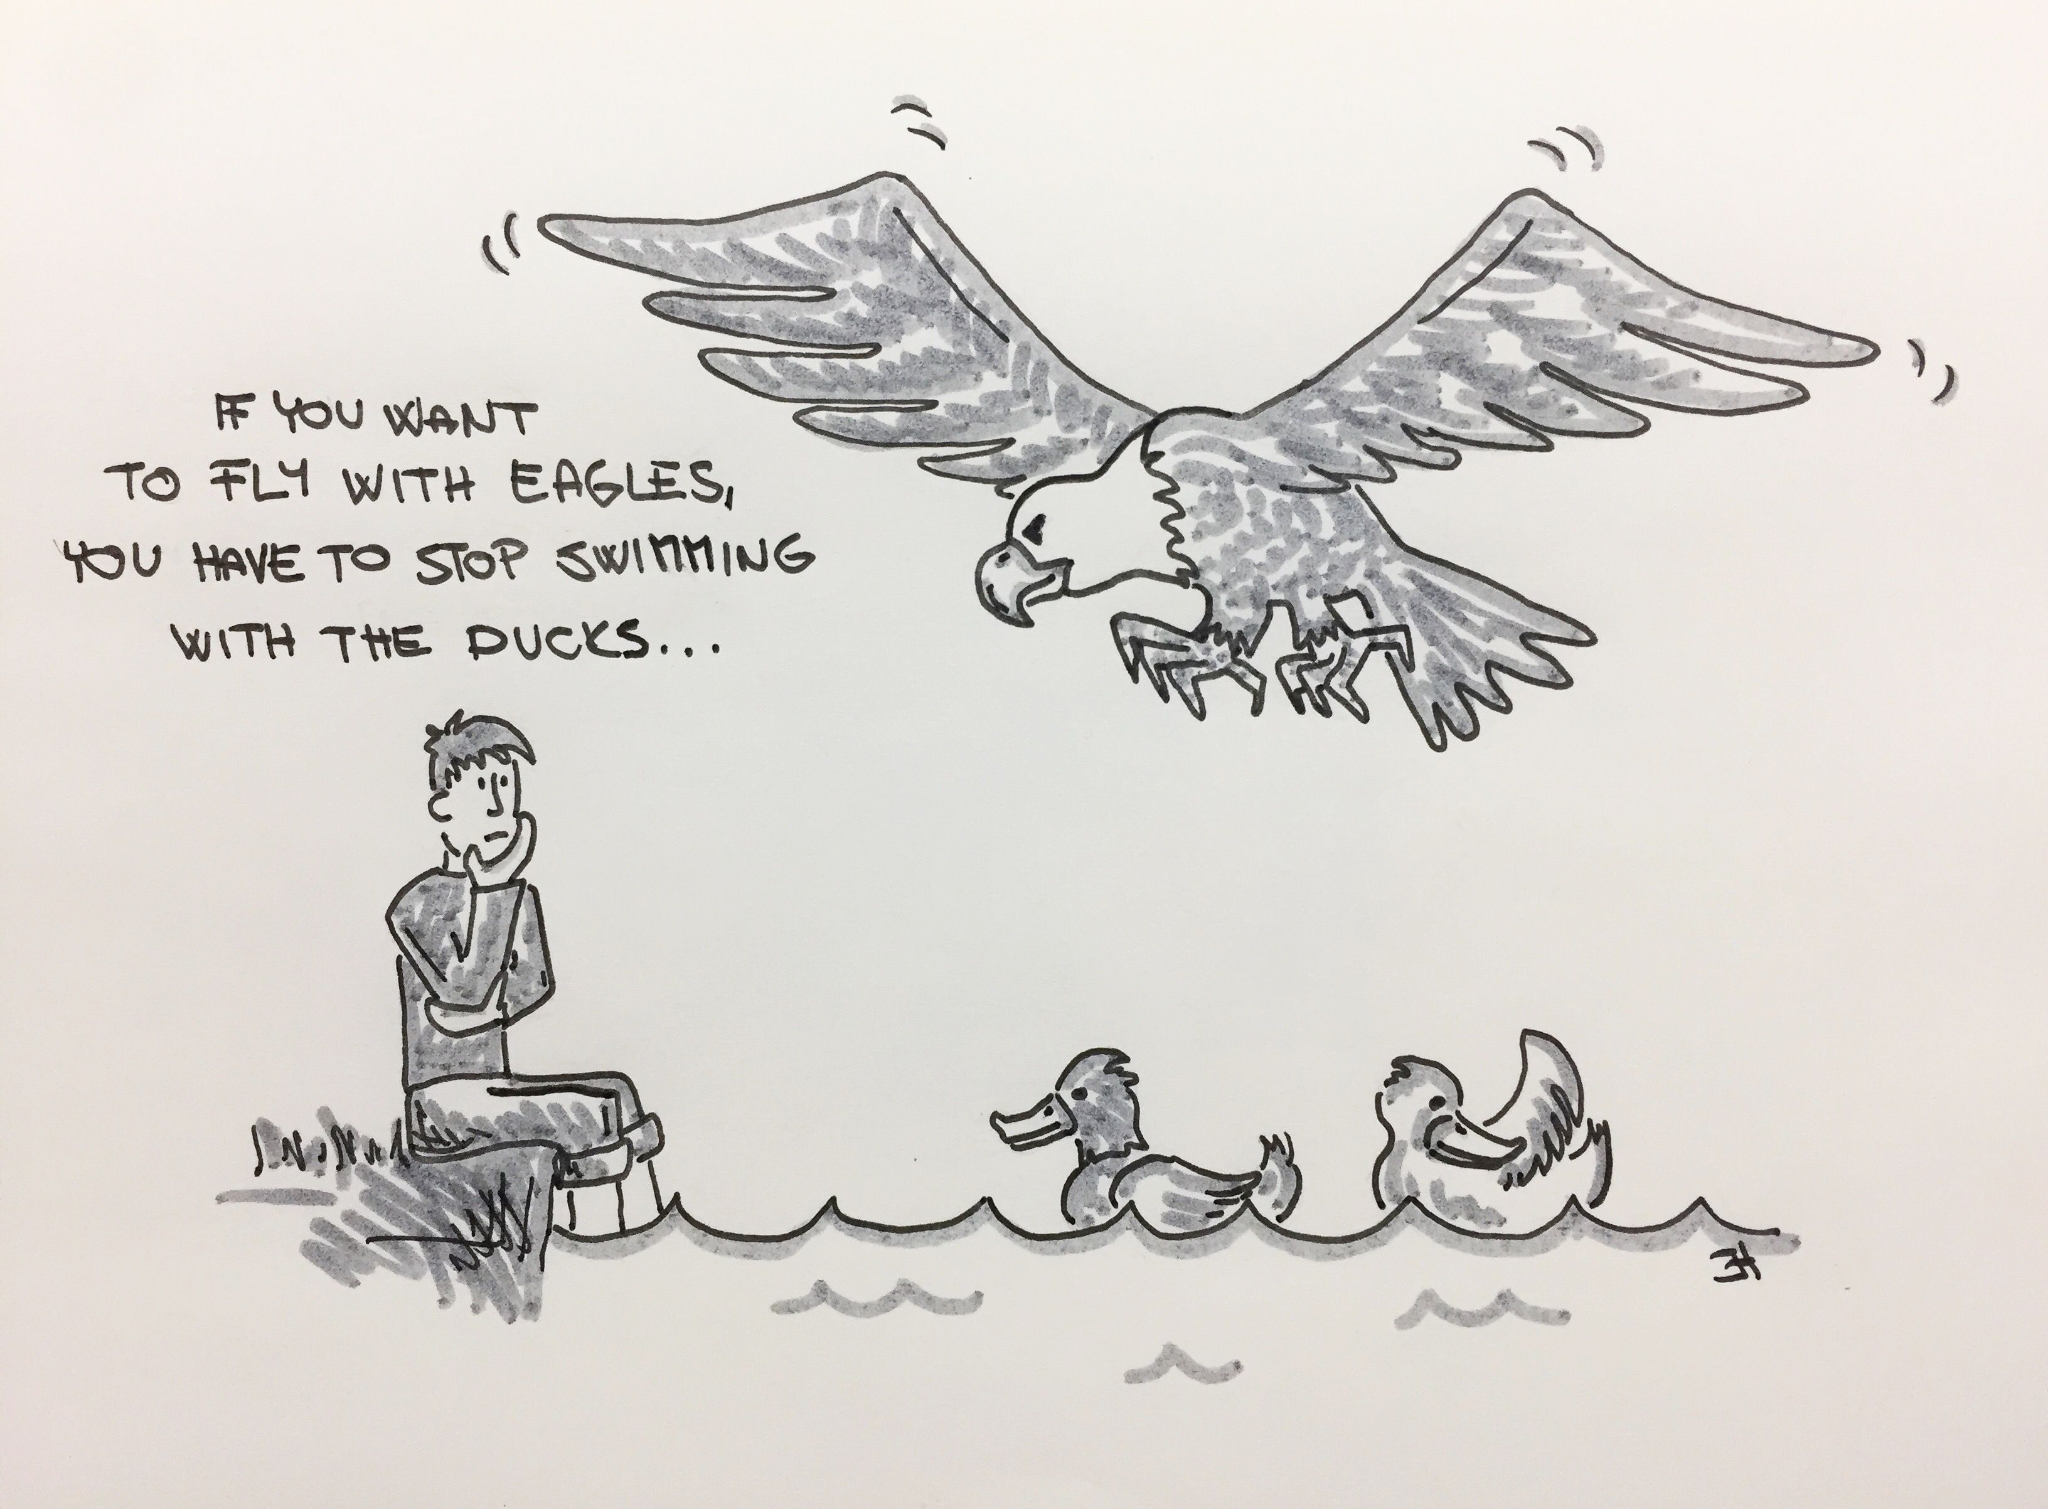 IF YOU WANT
TO FLY WITH EAGLES,
YOU HAVE TO STOP SWIMMING
WITH THE DUCKS...